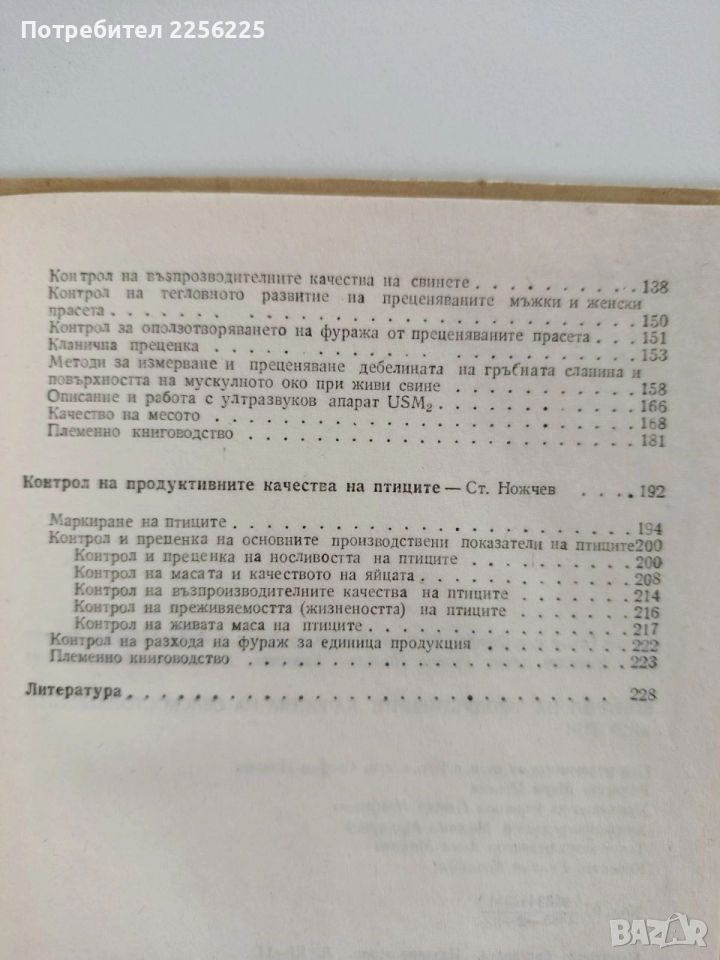 Потребител 2256225
Контрол на възпрозводителните качества на свинете . . . . . . . . . 138
Контрол на тегловното развитие на преценяваните мъжки и женски
прасета . . . . . . . . . . . . . . . . . . . . . . . . . . 150
Контрол за оползотворяването на фуража от преценяваните прасета . . 151
Кланична преценка . . . . . . . . . . . . . . . . . . . . . 153
Методи за измерване и преценяване дебелината на гръбната сланина и
повърхността на мускулното око при живи свине . . . . . . . . . . 158
Описание и работа с ултразвуков апарат USM₂ . . . . . . . . . . . 166
Качество на месото . . . . . . . . . . . . . . . . . . . . . 168
Племенно книговодство . . . . . . . . . . . . . . . . . . . . 181
Контрол на продуктивните качества на птиците — Ст. Ножчев . . . . 192
Маркиране на птиците . . . . . . . . . . . . . . . . . . . . 194
Контрол и преценка на основните производствени показатели на птиците 200
Контрол и преценка на носливостта на птиците . . . . . . . . . . 200
Контрол на масата и качеството на яйцата . . . . . . . . . . . . 208
Контрол на възпроизводителните качества на птиците . . . . . . . 214
Контрол на преживяемостта (жизнеността) на птиците . . . . . . . 216
Контрол на живата маса на птиците . . . . . . . . . . . . . . . 217
Контрол на разхода на фураж за единица продукция . . . . . . . . 222
Племенно книговодство . . . . . . . . . . . . . . . . . . . . 223
Литература . . . . . . . . . . . . . . . . . . . . . . . . . 228
BAZAR
bg